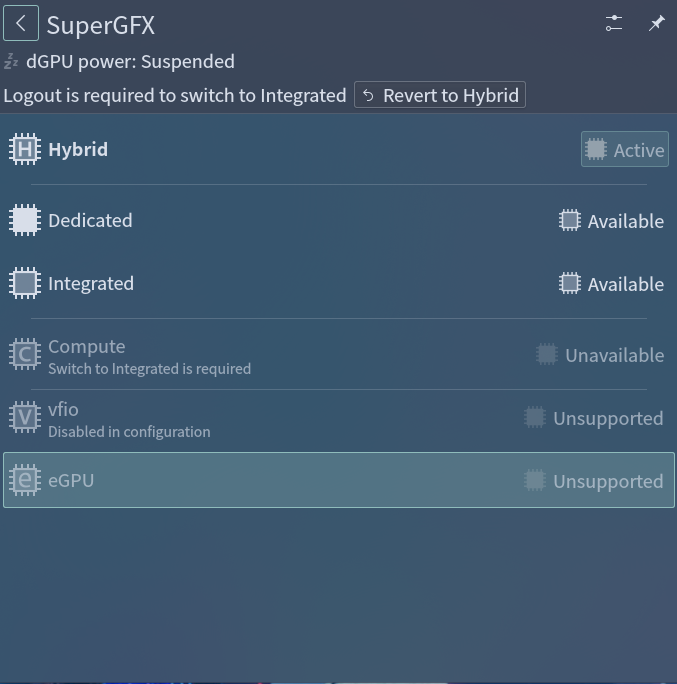 SuperGFX
dGPU power: Suspended
Logout is required to switch to Integrated Revert to Hybrid
H Hybrid Active
Dedicated Available
Integrated Available
C Compute Unavailable
Switch to Integrated is required
V vfio Unsupported
Disabled in configuration
e eGPU Unsupported